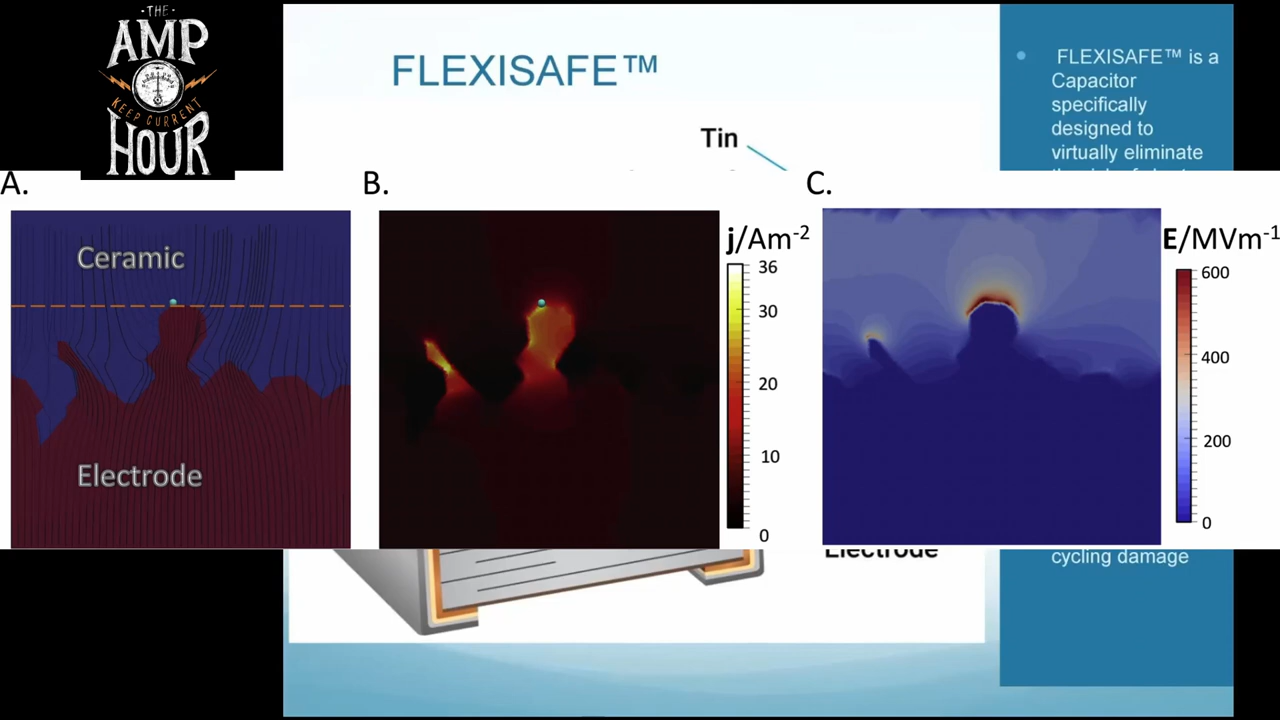 ·THE·
AMP
KEEP CURRENT
HOUR
FLEXISAFE™
Tin
• FLEXISAFE™ is a
Capacitor
specifically
designed to
virtually eliminate
A.
B.
C.
Ceramic
Electrode
j/Am-2
36
30
20
10
0
E/MVm-1
600
400
200
0
Electrode
cycling damage